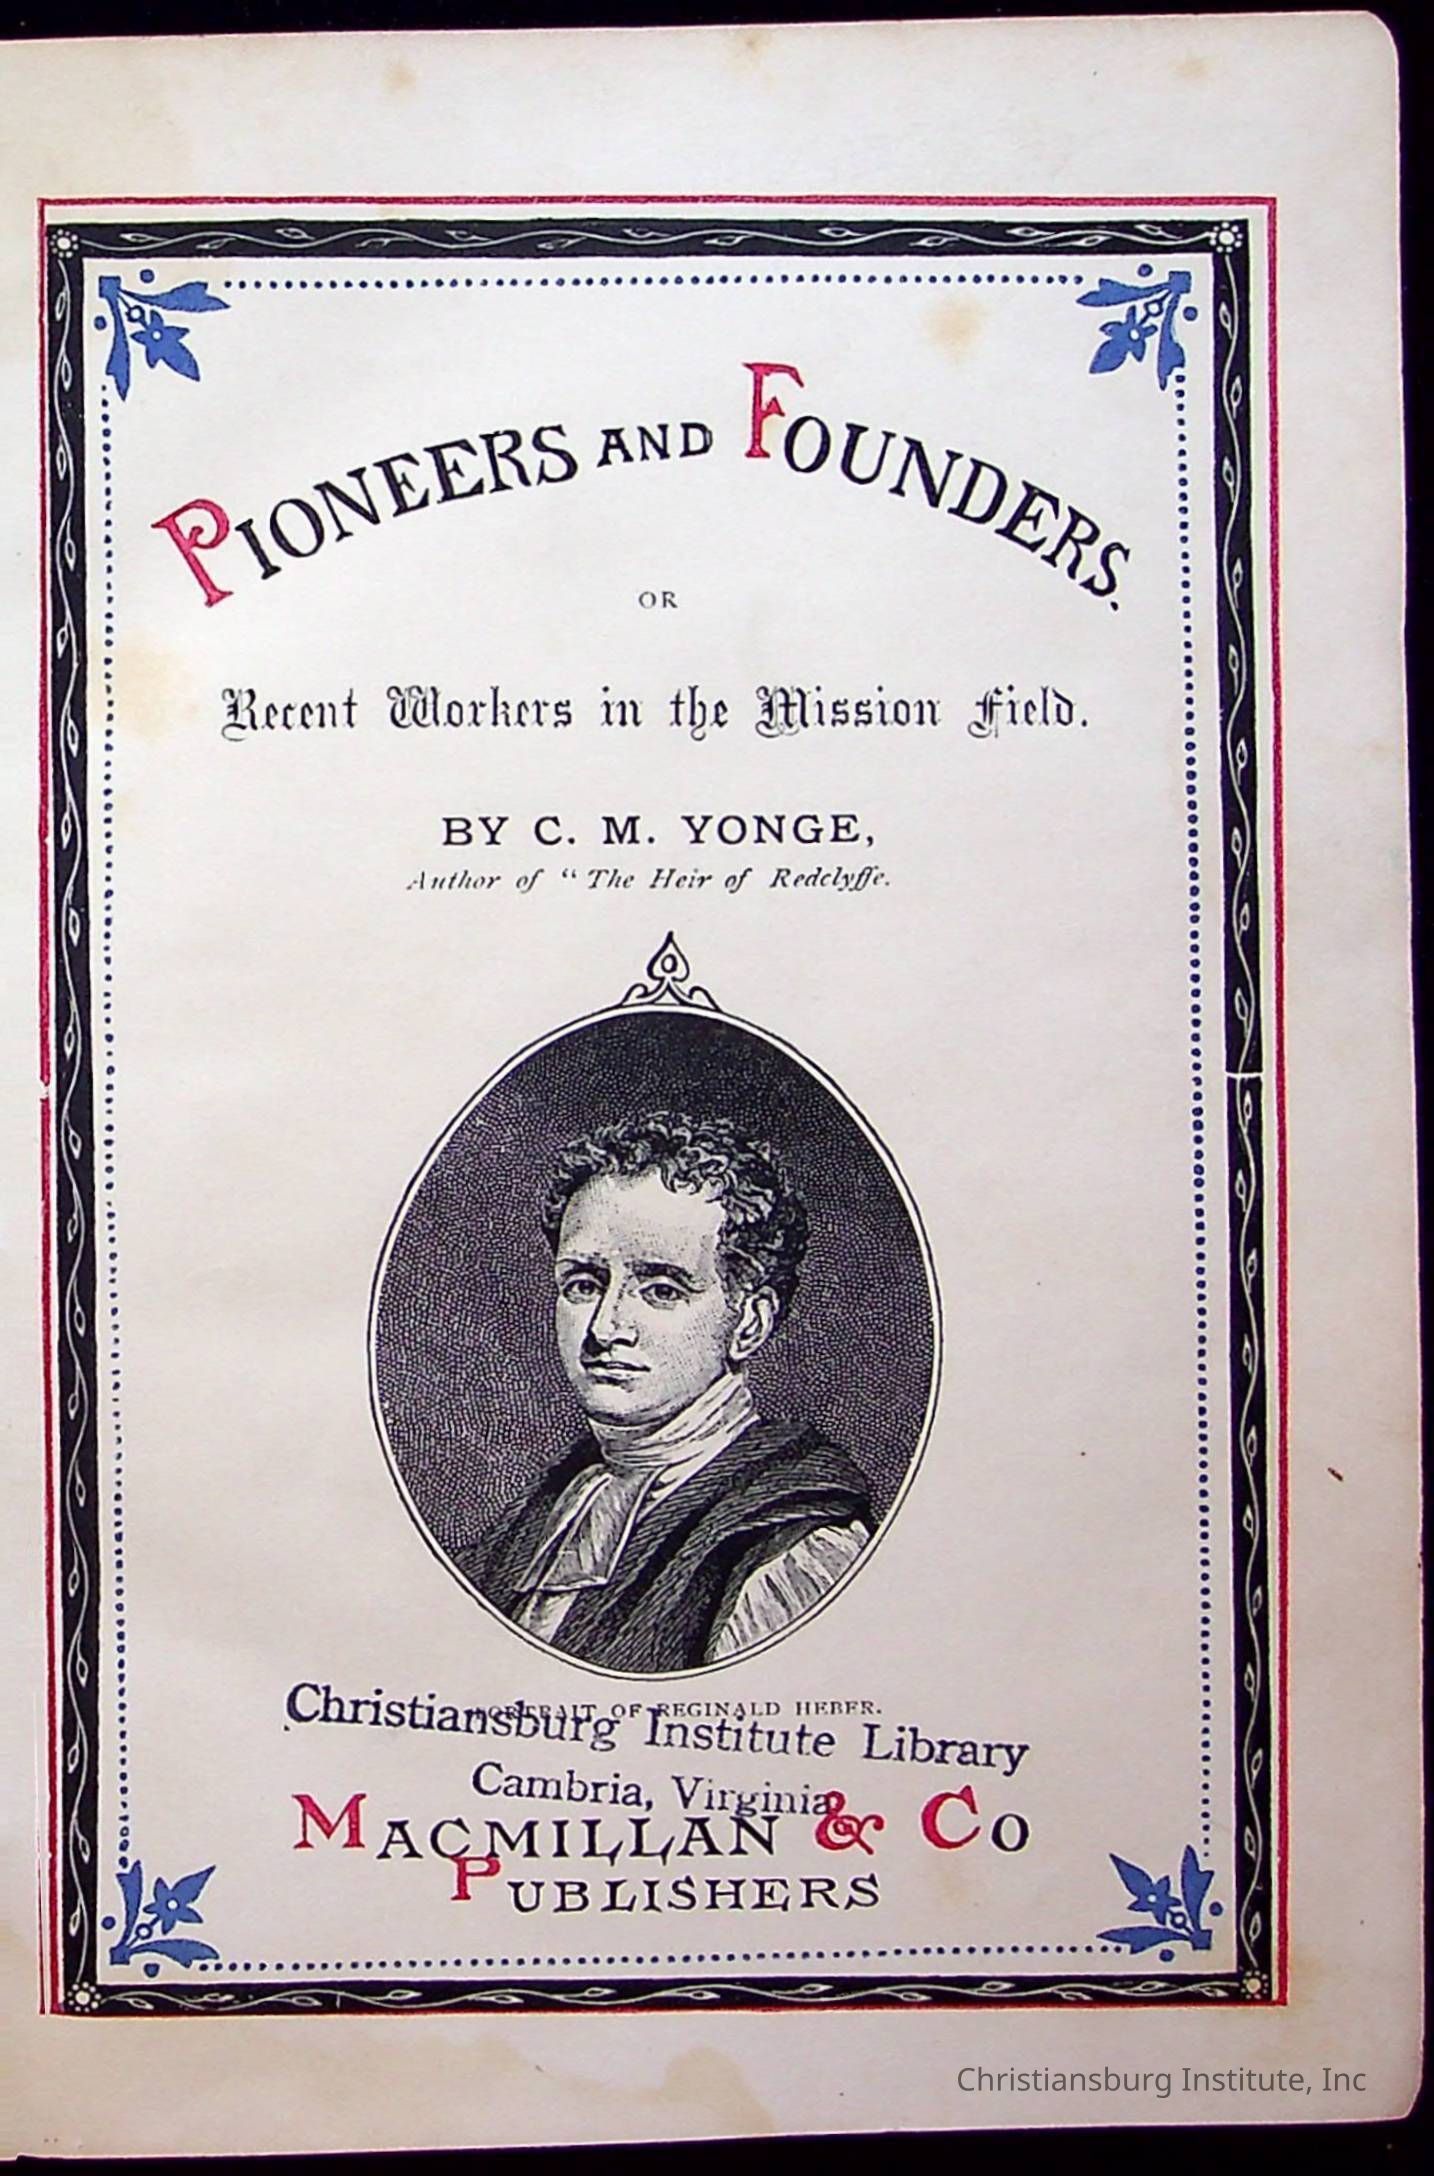 PIONEERS AND FOUNDERS.
OR
Recent Workers in the Mission Field.
BY C. M. YONGE,
Author of “ The Heir of Redclyffe.
PORTRAIT OF REGINALD HEBER.
Christiansburg Institute Library
Cambria, Virginia
MACMILLAN & CO
PUBLISHERS
Christiansburg Institute, Inc